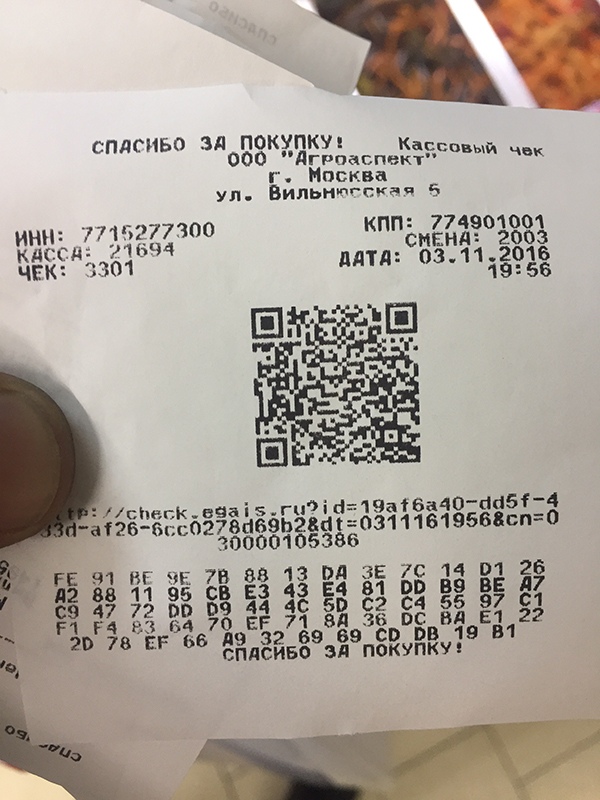 СПАСИБО ЗА ПОКУПКУ! Кассовый чек
ООО "Агроаспект"
г. Москва
ул. Вильнюсская 5
ИНН: 7715277300 КПП: 774901001
КАССА: 21694 СМЕНА: 2003
ЧЕК: 3301 ДАТА: 03.11.2016
19:56
tp://check.egais.ru?id=19af6a40-dd5f-4
33d-af26-6cc0278d69b2&dt=0311161956&cn=0
30000105386
FE 91 BE 9E 7B 88 13 DA 3E 7C 14 D1 26
A2 88 11 95 CB E3 43 E4 81 DD B9 BE A7
C9 47 72 DD D9 44 4C 5D C2 C4 55 97 C1
F1 F4 83 64 70 EF 71 8A 36 DC 8A E1 22
2D 78 EF 66 A9 32 69 69 CD DB 19 B1
СПАСИБО ЗА ПОКУПКУ!
СПАСИБО